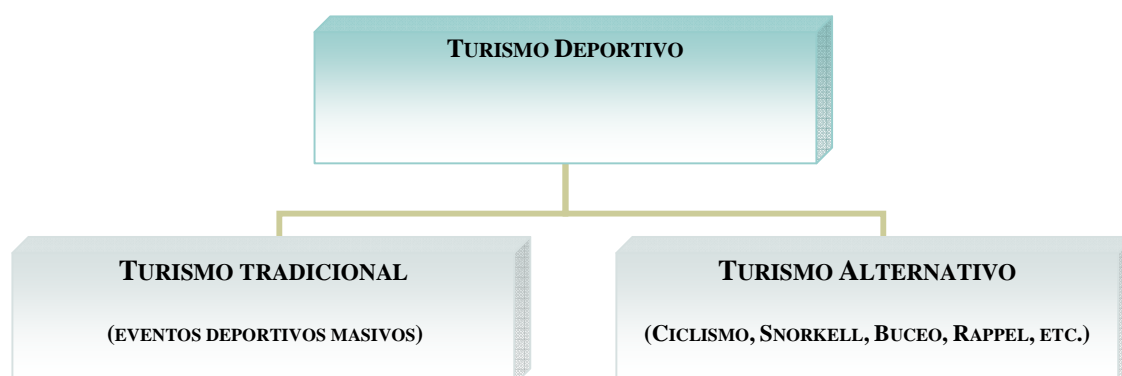 TURISMO DEPORTIVO
TURISMO TRADICIONAL
(EVENTOS DEPORTIVOS MASIVOS)
TURISMO ALTERNATIVO
(CICLISMO, SNORKELL, BUCEO, RAPPEL, ETC.)